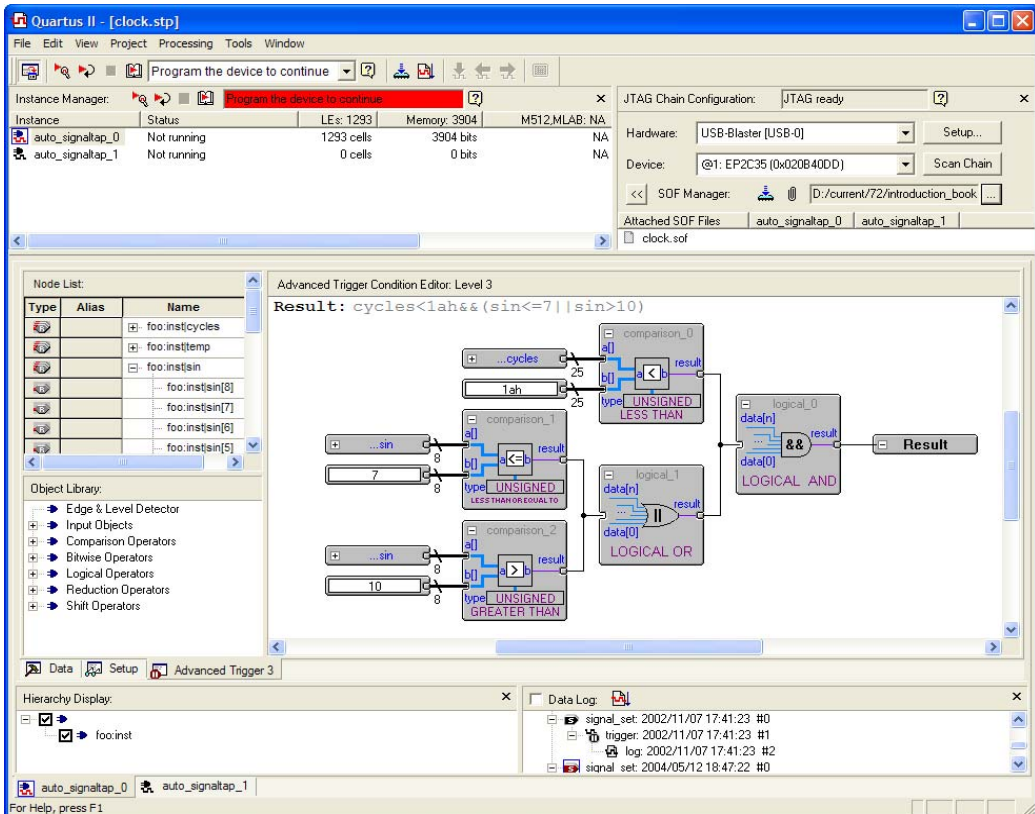 Quartus II - [clock.stp]
File Edit View Project Processing Tools Window
Program the device to continue
Instance Manager: Program the device to continue
Instance Status LEs: 1293 Memory: 3904 M512,MLAB: NA
auto_signaltap_0 Not running 1293 cells 3904 bits NA
auto_signaltap_1 Not running 0 cells 0 bits NA
JTAG Chain Configuration: JTAG ready
Hardware: USB-Blaster [USB-0] Setup...
Device: @1: EP2C35 (0x020B40DD) Scan Chain
<< SOF Manager: D:/current/72/introduction_book ...
Attached SOF Files auto_signaltap_0 auto_signaltap_1
clock.sof
Node List:
Type Alias Name
foo:inst|cycles
foo:inst|temp
foo:inst|sin
foo:inst|sin[8]
foo:inst|sin[7]
foo:inst|sin[6]
foo:inst|sin[5]
Object Library:
Edge & Level Detector
Input Objects
Comparison Operators
Bitwise Operators
Logical Operators
Reduction Operators
Shift Operators
Advanced Trigger Condition Editor: Level 3
Result: cycles<1ah&&(sin<=7||sin>10)
comparison_0
a[]
...cycles
25
result
b[]
a < b
1ah
25
type UNSIGNED
LESS THAN
comparison_1
a[]
...sin
8
result
b[]
a <= b
7
8
type UNSIGNED
LESS THAN OR EQUAL TO
comparison_2
a[]
...sin
8
result
b[]
a > b
10
8
type UNSIGNED
GREATER THAN
logical_1
data[n]
result
...
||
data[0]
LOGICAL OR
logical_0
data[n]
result
...
&&
data[0]
LOGICAL AND
Result
Data Setup Advanced Trigger 3
Hierarchy Display:
foo:inst
Data Log:
signal_set: 2002/11/07 17:41:23 #0
trigger: 2002/11/07 17:41:23 #1
log: 2002/11/07 17:41:23 #2
signal set: 2004/05/12 18:47:22 #0
auto_signaltap_0 auto_signaltap_1
For Help, press F1